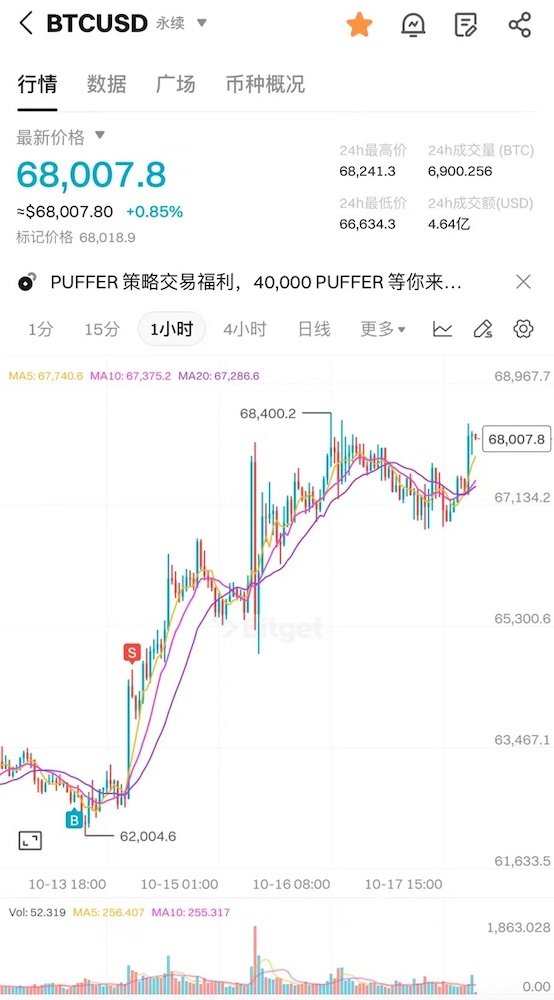 BTCUSD 永续
行情 数据 广场 币种概况
最新价格
68,007.8
≈$68,007.80 +0.85%
标记价格 68,018.9
24h最高价 24h成交量 (BTC)
68,241.3 6,900.256
24h最低价 24h成交额(USD)
66,634.3 4.64亿
PUFFER 策略交易福利，40,000 PUFFER 等你来...
1分 15分 1小时 4小时 日线 更多
MA5: 67,740.6 MA10: 67,375.2 MA20: 67,286.6
68,967.7
68,400.2
68,007.8
67,134.2
65,300.6
Bitget
S
63,467.1
B
62,004.6
61,633.5
10-13 18:00 10-15 01:00 10-16 08:00 10-17 15:00
Vol: 52.319 MA5: 256.407 MA10: 255.317
1,863.028
0.00